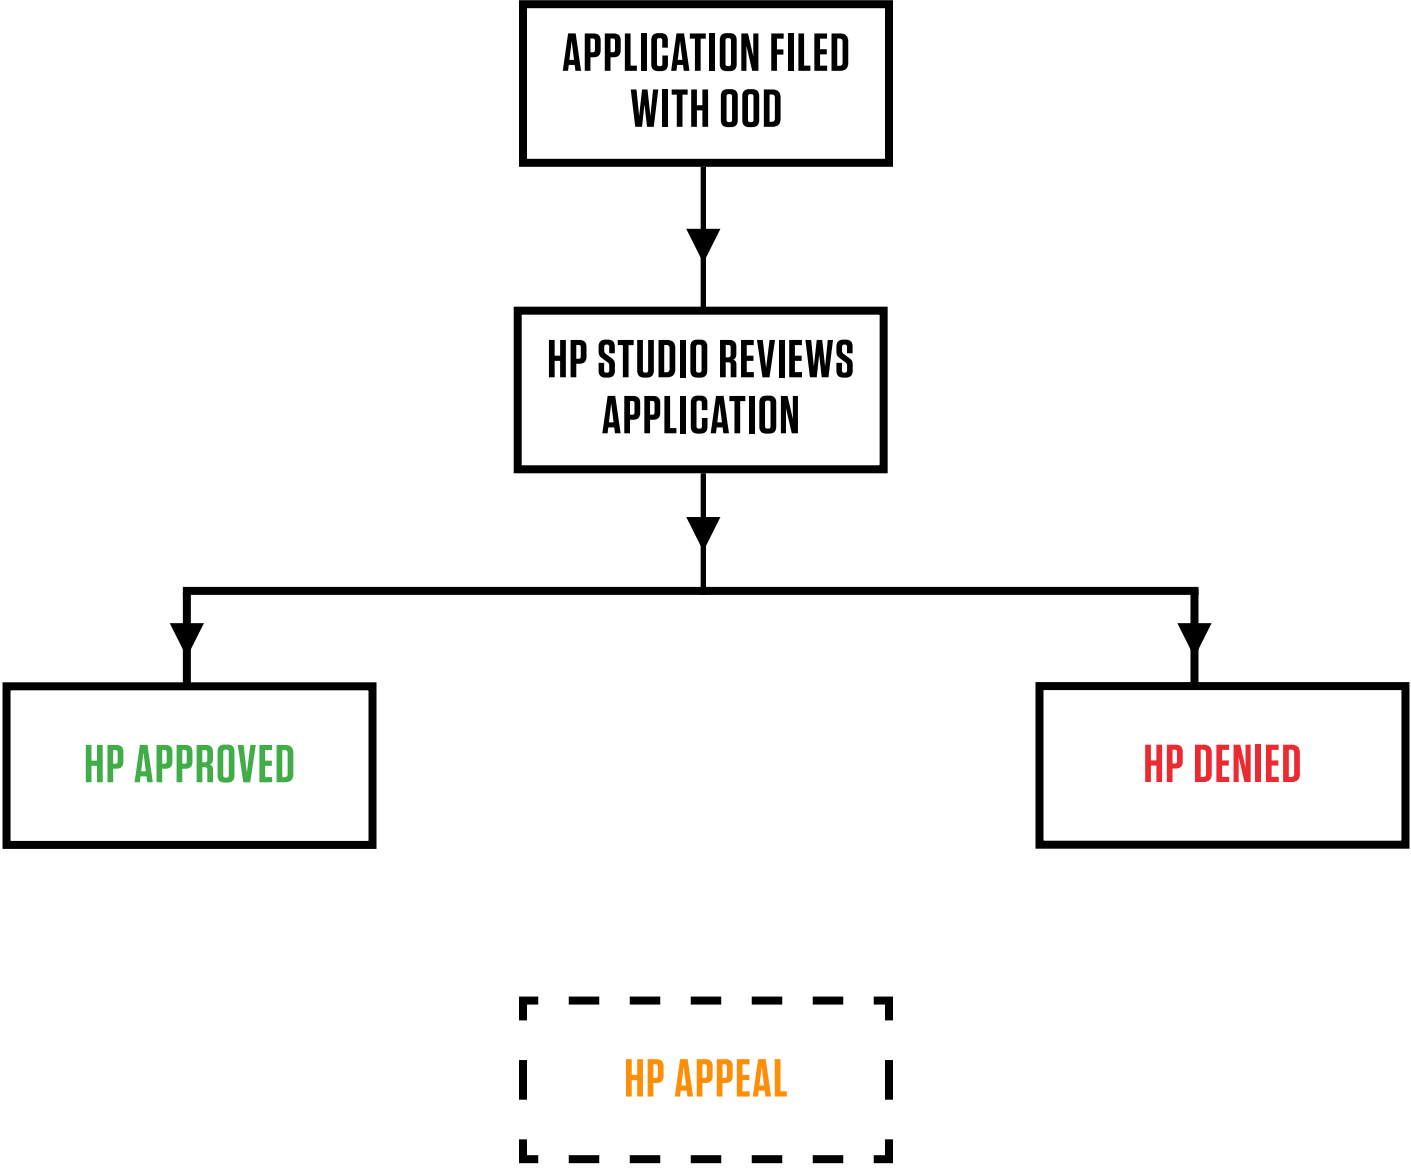 APPLICATION FILED
WITH OOD
HP STUDIO REVIEWS
APPLICATION
HP APPROVED
HP DENIED
HP APPEAL